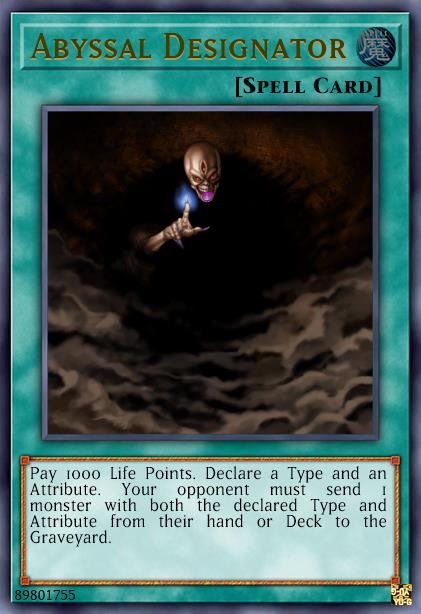 ABYSSAL DESIGNATOR
魔
[SPELL CARD]
Pay 1000 Life Points. Declare a Type and an
Attribute. Your opponent must send 1
monster with both the declared Type and
Attribute from their hand or Deck to the
Graveyard.
89801755